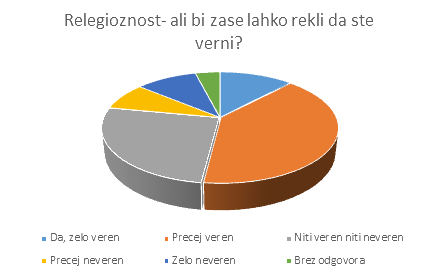 Relegioznost- ali bi zase lahko rekli da ste
verni?
Da, zelo veren
Precej veren
Niti veren niti neveren
Precej neveren
Zelo neveren
Brez odgovora